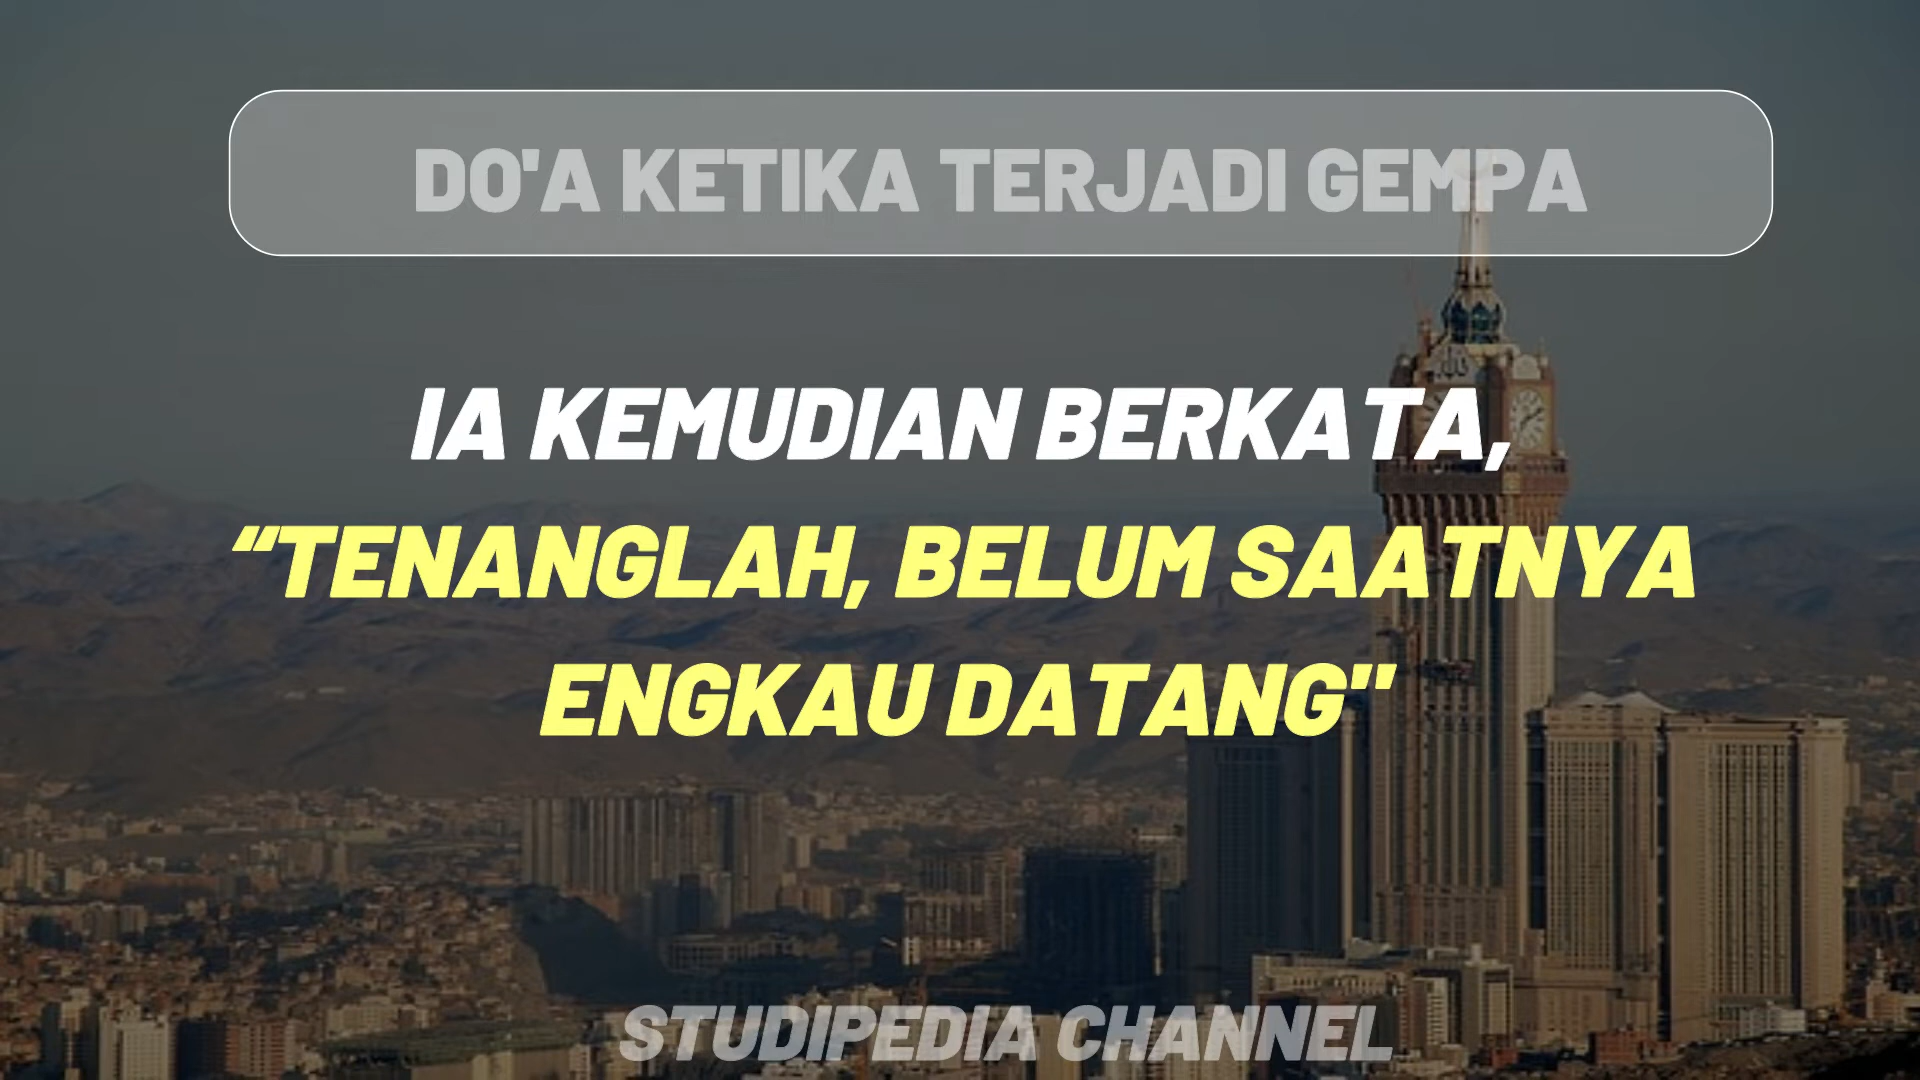 DO'A KETIKA TERJADI GEMPA
IA KEMUDIAN BERKATA,
“TENANGLAH, BELUM SAATNYA
ENGKAU DATANG"
STUDIPEDIA CHANNEL